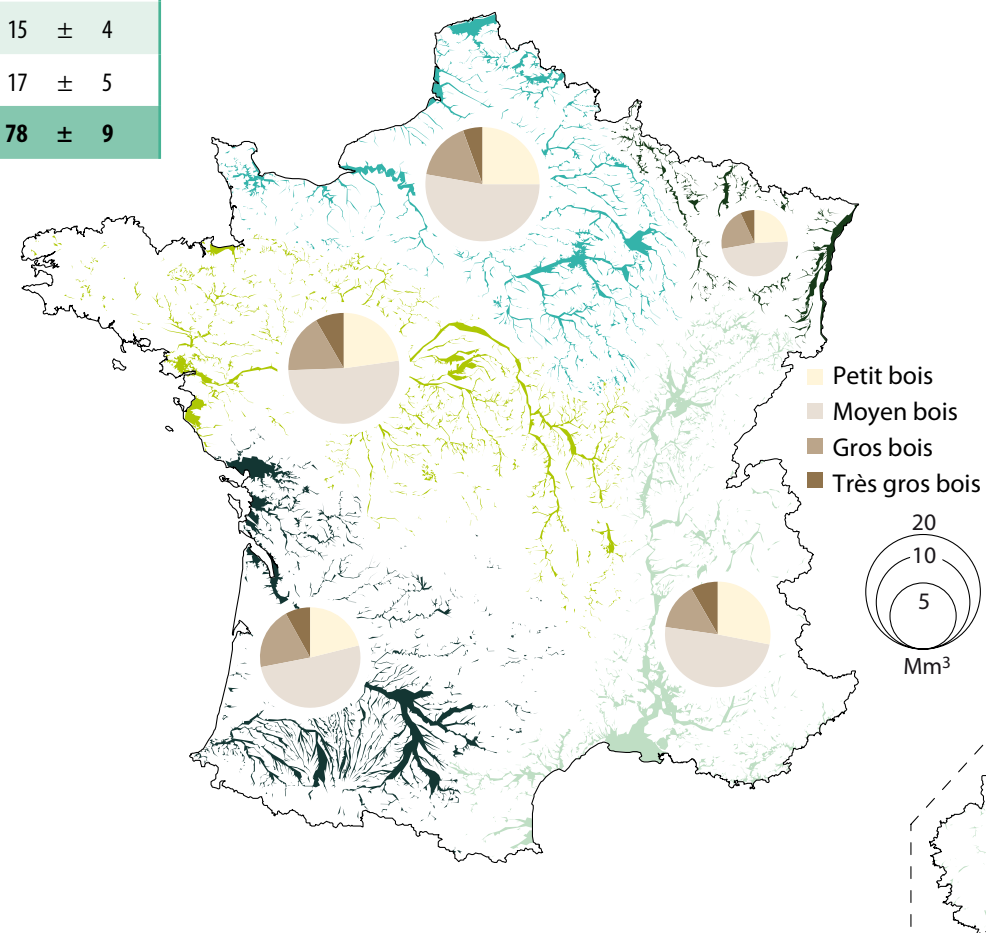 15 ± 4
17 ± 5
78 ± 9
Petit bois
Moyen bois
Gros bois
Très gros bois
20
10
5
Mm³